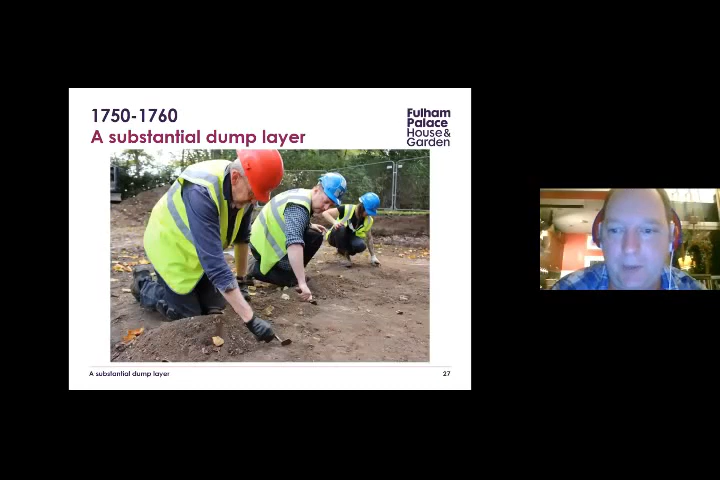 1750-1760
A substantial dump layer
Fulham
Palace
House &
Garden
A substantial dump layer
27